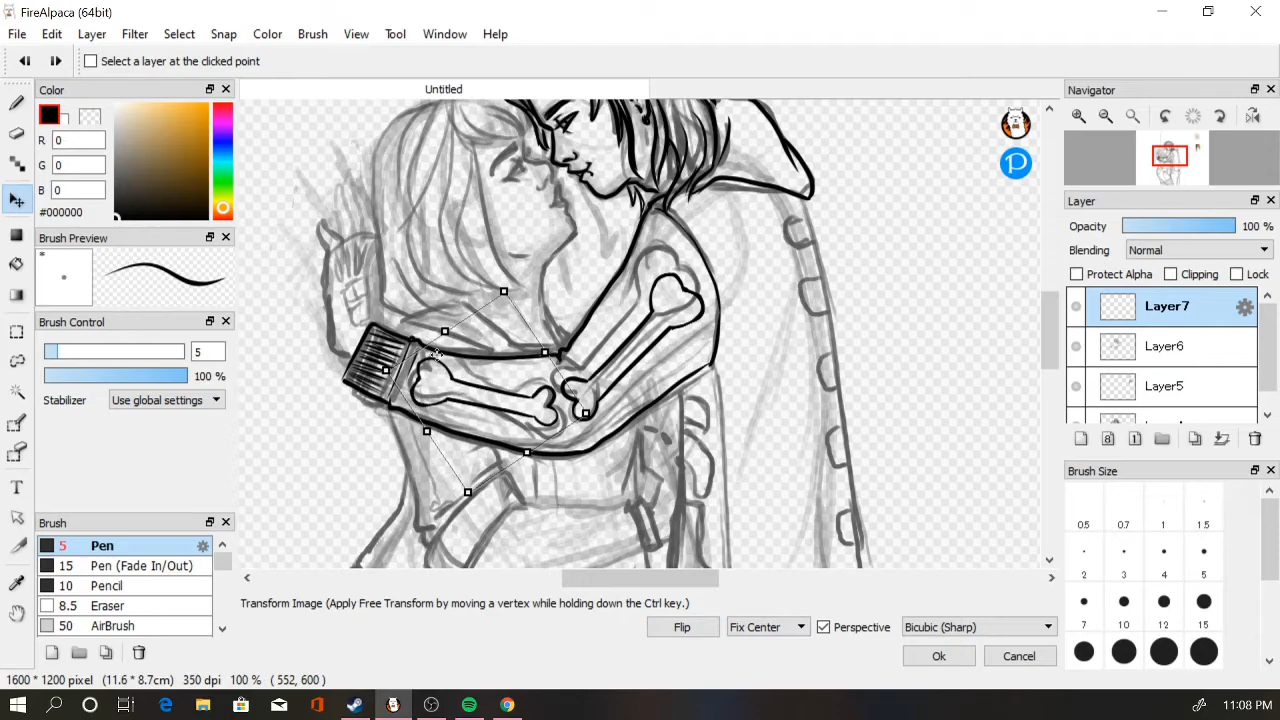 FireAlpaca (64bit)
File Edit Layer Filter Select Snap Color Brush View Tool Window Help
Select a layer at the clicked point
Color
Untitled
Navigator
R 0
G 0
B 0
#000000
Layer
Opacity 100 %
Brush Preview
Blending Normal
Protect Alpha Clipping Lock
Layer7
Brush Control
5
Layer6
100 %
Layer5
Stabilizer Use global settings
8 1
T
Brush Size
0.5 0.7 1 1.5
Brush
5 Pen
15 Pen (Fade In/Out)
2 3 4 5
10 Pencil
8.5 Eraser
Transform Image (Apply Free Transform by moving a vertex while holding down the Ctrl key.)
7 10 12 15
50 AirBrush
Flip Fix Center Perspective Bicubic (Sharp)
Ok Cancel
1600 * 1200 pixel (11.6 * 8.7cm) 350 dpi 100 % ( 552, 600 )
11:08 PM